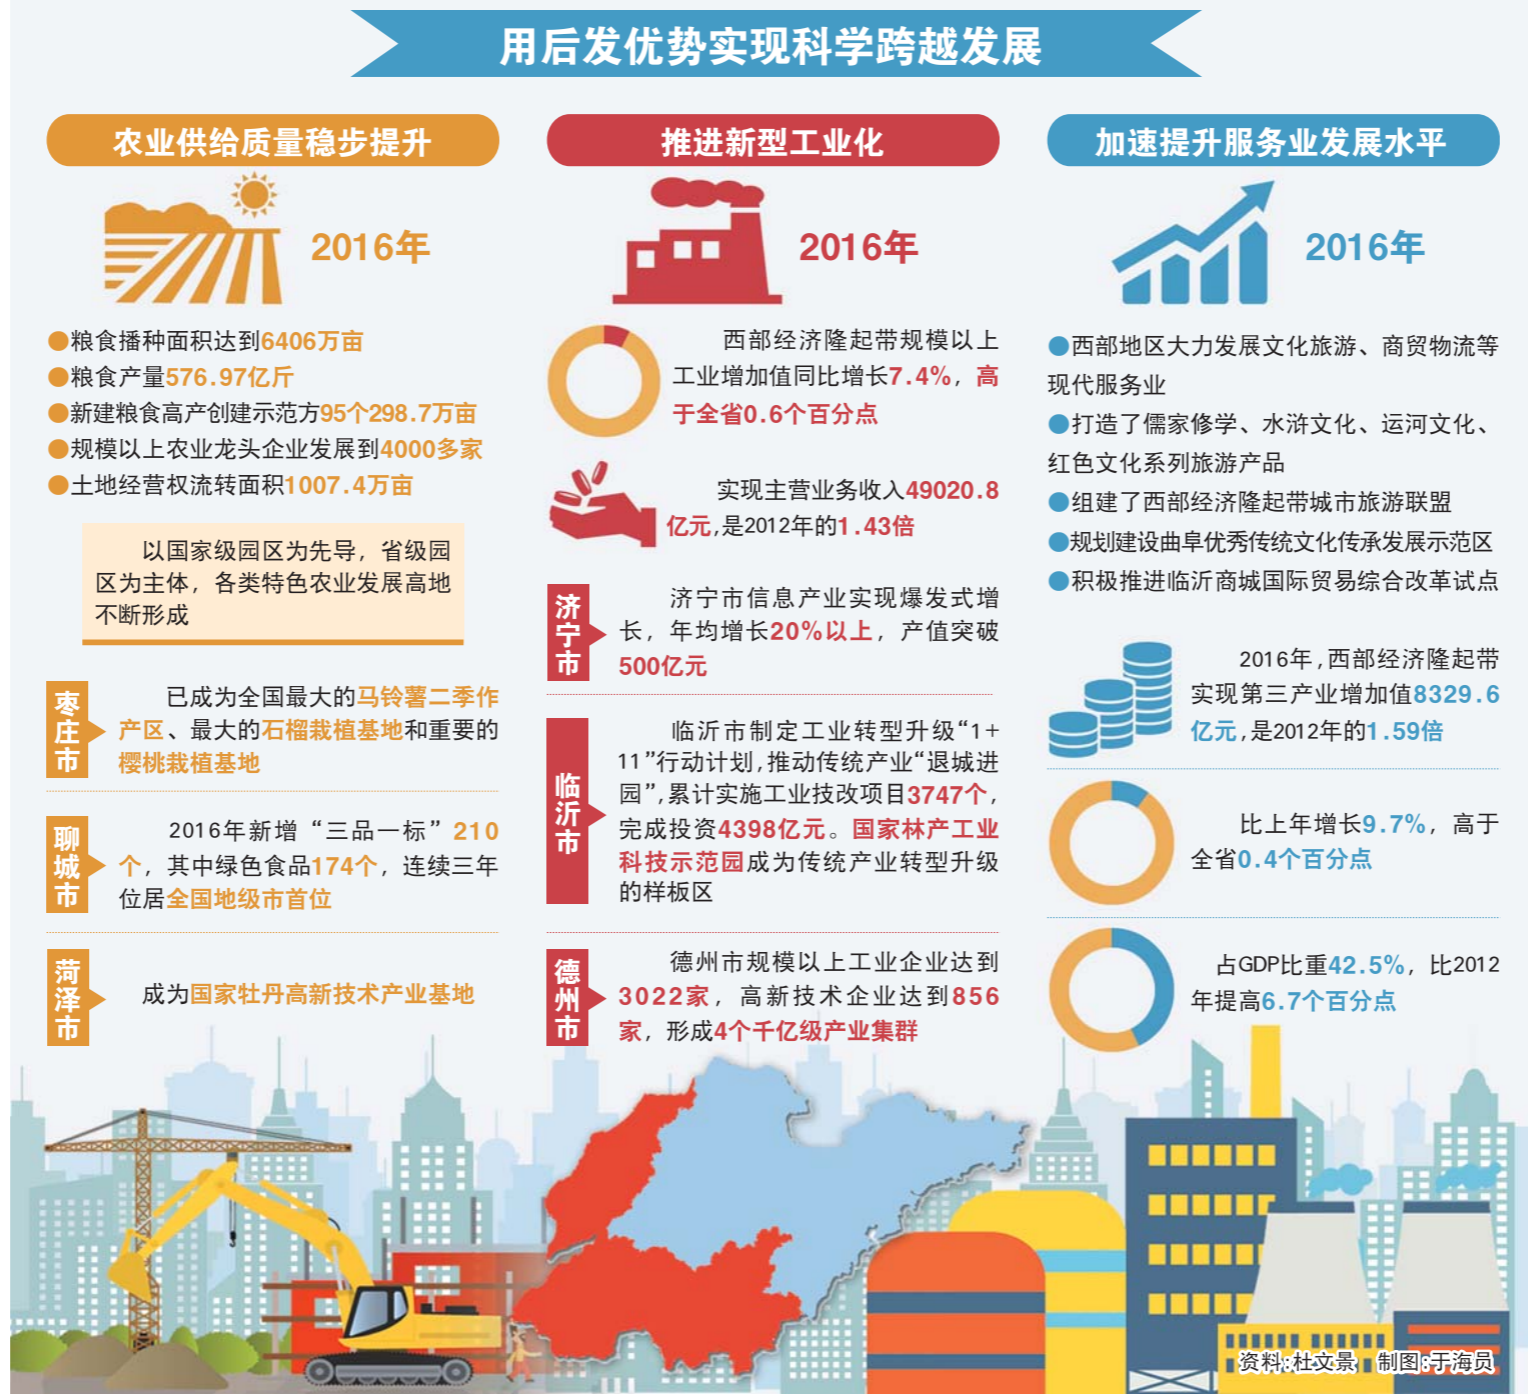 用后发优势实现科学跨越发展
农业供给质量稳步提升
2016年
●粮食播种面积达到6406万亩
●粮食产量576.97亿斤
●新建粮食高产创建示范方95个298.7万亩
●规模以上农业龙头企业发展到4000多家
●土地经营权流转面积1007.4万亩
以国家级园区为先导，省级园
区为主体，各类特色农业发展高地
不断形成
枣庄市
已成为全国最大的马铃薯二季作
产区、最大的石榴栽植基地和重要的
樱桃栽植基地
聊城市
2016年新增“三品一标”210
个，其中绿色食品174个，连续三年
位居全国地级市首位
菏泽市
成为国家牡丹高新技术产业基地
推进新型工业化
2016年
西部经济隆起带规模以上
工业增加值同比增长7.4%，高
于全省0.6个百分点
实现主营业务收入49020.8
亿元,是2012年的1.43倍
济宁市
济宁市信息产业实现爆发式增
长，年均增长20%以上，产值突破
500亿元
临沂市
临沂市制定工业转型升级“1+
11”行动计划,推动传统产业“退城进
园”,累计实施工业技改项目3747个，
完成投资4398亿元。国家林产工业
科技示范园成为传统产业转型升级
的样板区
德州市
德州市规模以上工业企业达到
3022家，高新技术企业达到856
家，形成4个千亿级产业集群
加速提升服务业发展水平
2016年
●西部地区大力发展文化旅游、商贸物流等
现代服务业
●打造了儒家修学、水浒文化、运河文化、
红色文化系列旅游产品
●组建了西部经济隆起带城市旅游联盟
●规划建设曲阜优秀传统文化传承发展示范区
●积极推进临沂商城国际贸易综合改革试点
2016年,西部经济隆起带
实现第三产业增加值8329.6
亿元,是2012年的1.59倍
比上年增长9.7%，高于
全省0.4个百分点
占GDP比重42.5%，比2012
年提高6.7个百分点
资料:杜文景 制图:于海员